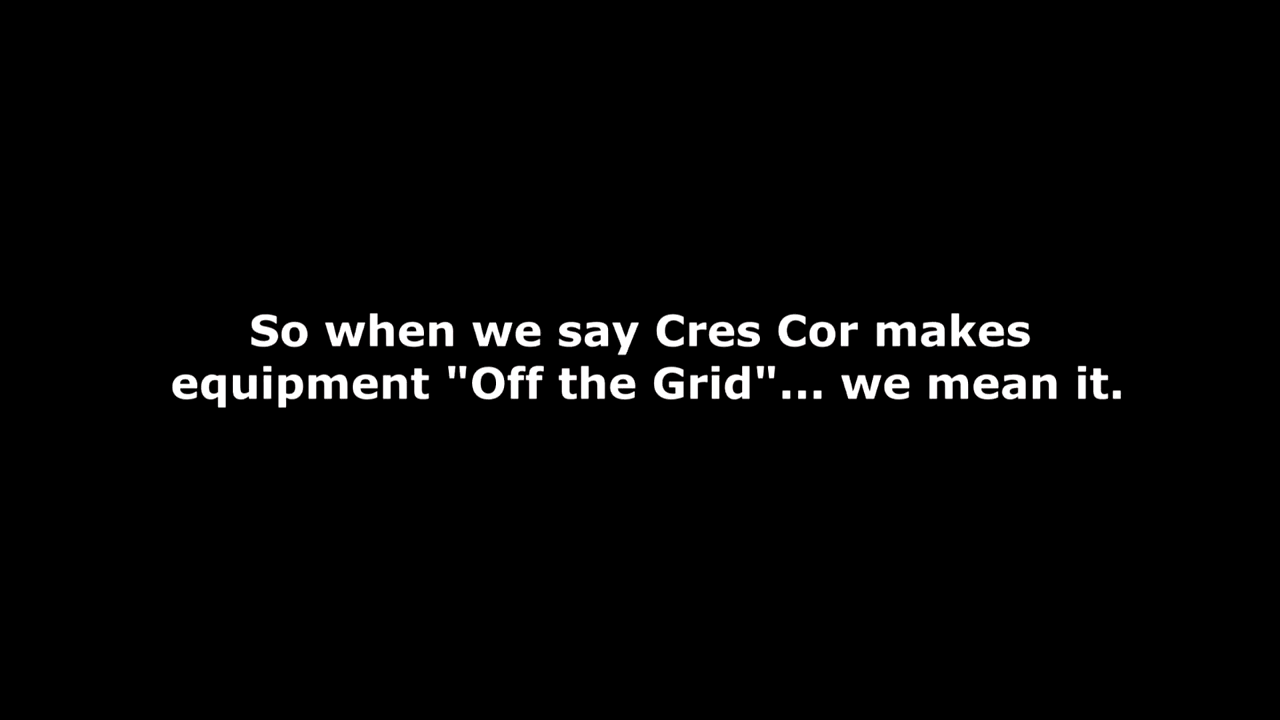 So when we say Cres Cor makes
equipment "Off the Grid"... we mean it.